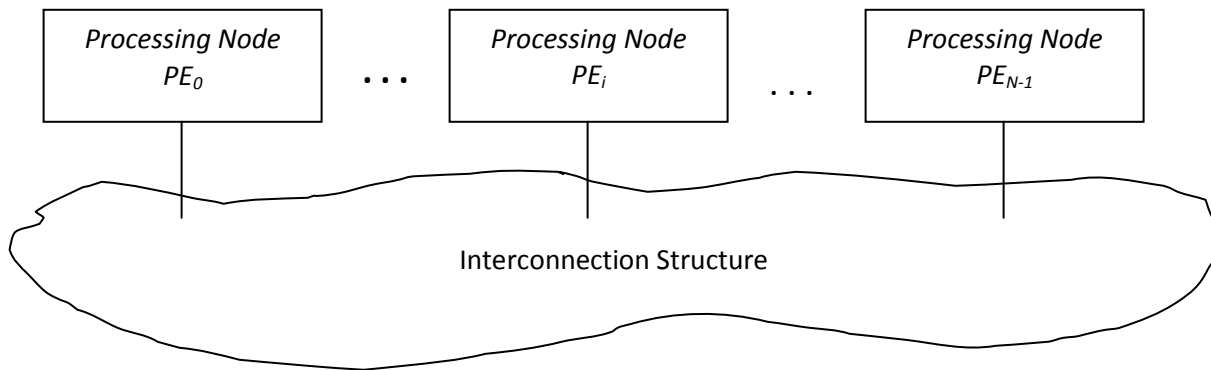 Processing Node
PE0
...
Processing Node
PEi
...
Processing Node
PEN-1
Interconnection Structure